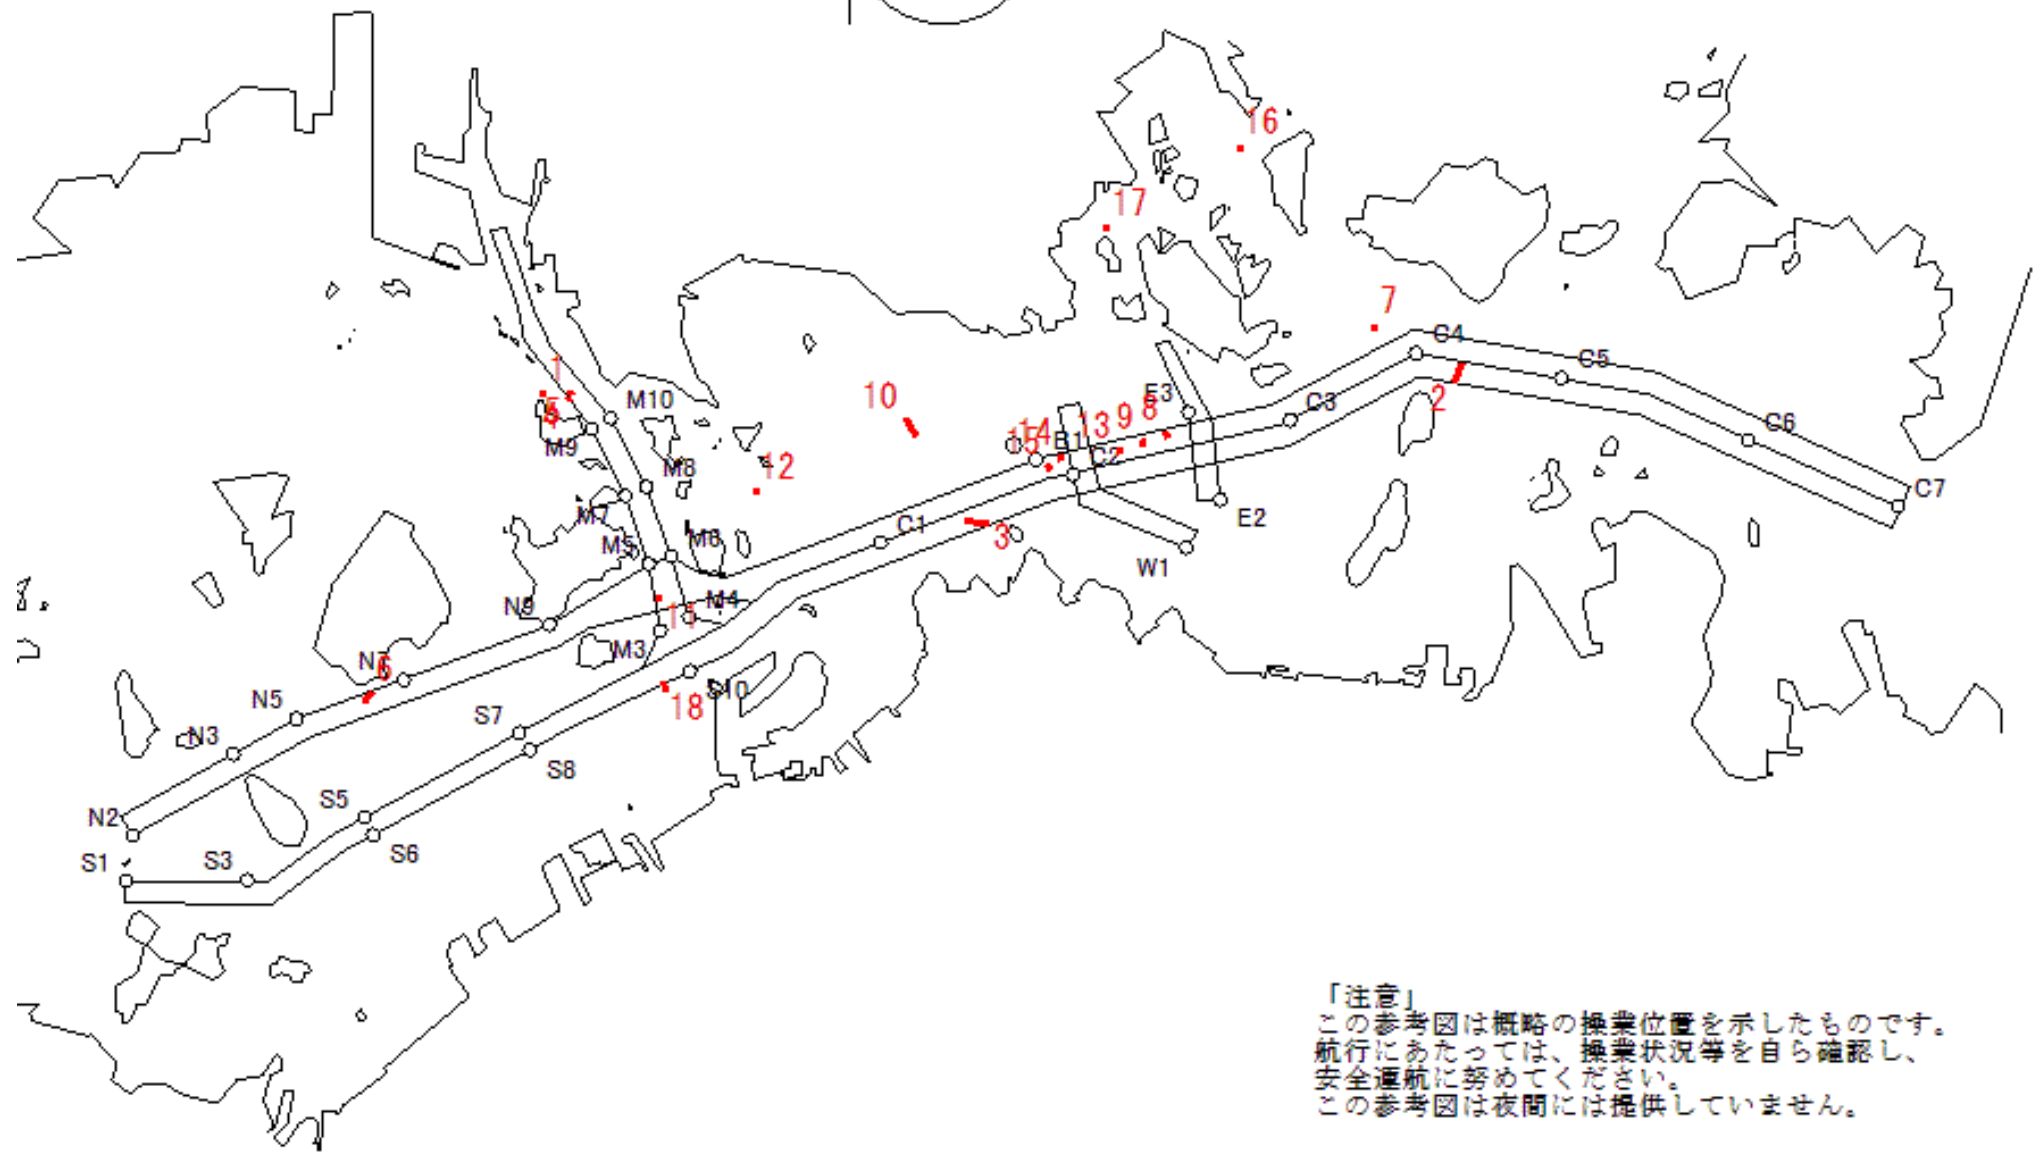 16
17
7
C4
C5
1
2
M10
10
E3
C3
5
14
13
9
8
C6
M9
15
B1
C2
M8
12
C7
M7
E2
M5
M6
C1
3
W1
N9
M4
11
M3
N7
6
S10
N5
18
S7
N3
S8
S5
N2
S6
S1
S3
「注意」
この参考図は概略の操業位置を示したものです。
航行にあたっては、操業状況等を自ら確認し、
安全運航に努めてください。
この参考図は夜間には提供していません。